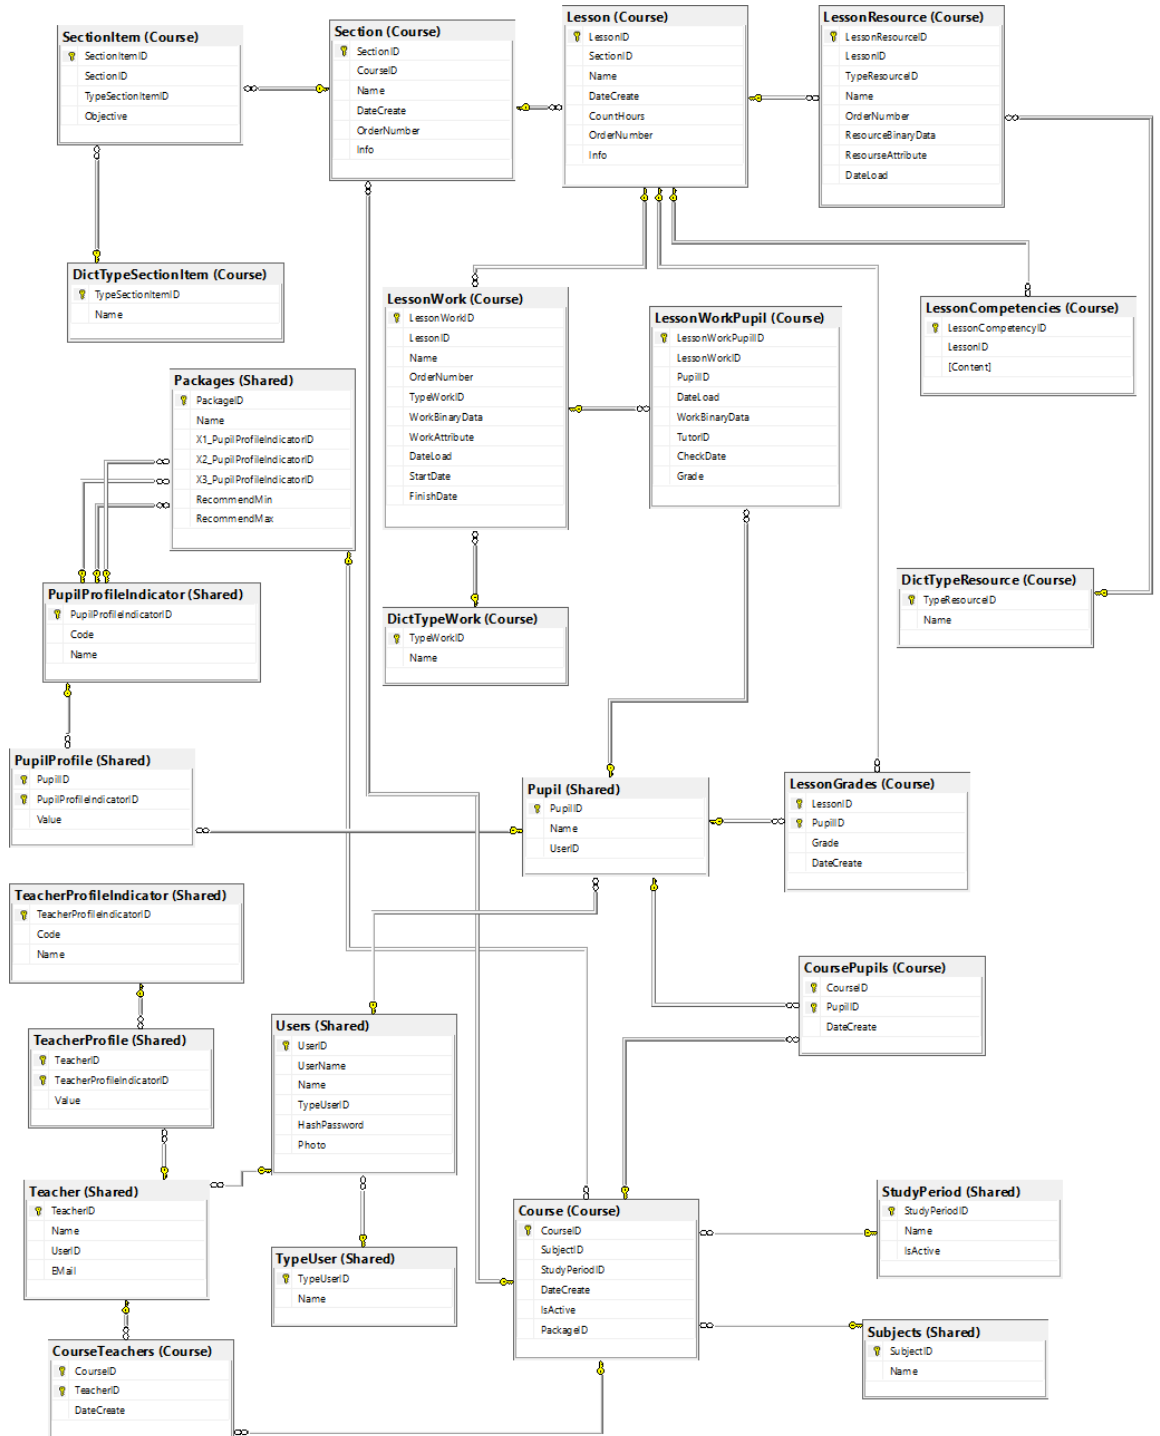 SectionItem (Course)
SectionItemID
SectionID
TypeSectionItemID
Objective
Section (Course)
SectionID
CourseID
Name
DateCreate
OrderNumber
Info
Lesson (Course)
LessonID
SectionID
Name
DateCreate
CountHours
OrderNumber
Info
LessonResource (Course)
LessonResourceID
LessonID
TypeResourceID
Name
OrderNumber
ResourceBinaryData
ResourseAttribute
DateLoad
DictTypeSectionItem (Course)
TypeSectionItemID
Name
LessonWork (Course)
LessonWorkID
LessonID
Name
OrderNumber
TypeWorkID
WorkBinaryData
WorkAttribute
DateLoad
StartDate
FinishDate
LessonWorkPupil (Course)
LessonWorkPupilID
LessonWorkID
PupilID
DateLoad
WorkBinaryData
TutorID
CheckDate
Grade
LessonCompetencies (Course)
LessonCompetencyID
LessonID
[Content]
Packages (Shared)
PackageID
Name
X1_PupilProfileIndicatorID
X2_PupilProfileIndicatorID
X3_PupilProfileIndicatorID
RecommendMin
RecommendMax
PupilProfileIndicator (Shared)
PupilProfileIndicatorID
Code
Name
DictTypeWork (Course)
TypeWorkID
Name
DictTypeResource (Course)
TypeResourceID
Name
PupilProfile (Shared)
PupilID
PupilProfileIndicatorID
Value
Pupil (Shared)
PupilID
Name
UserID
LessonGrades (Course)
LessonID
PupilID
Grade
DateCreate
TeacherProfileIndicator (Shared)
TeacherProfileIndicatorID
Code
Name
CoursePupils (Course)
CourseID
PupilID
DateCreate
TeacherProfile (Shared)
TeacherID
TeacherProfileIndicatorID
Value
Users (Shared)
UserID
UserName
Name
TypeUserID
HashPassword
Photo
Teacher (Shared)
TeacherID
Name
UserID
EMail
TypeUser (Shared)
TypeUserID
Name
Course (Course)
CourseID
SubjectID
StudyPeriodID
DateCreate
IsActive
PackageID
StudyPeriod (Shared)
StudyPeriodID
Name
IsActive
Subjects (Shared)
SubjectID
Name
CourseTeachers (Course)
CourseID
TeacherID
DateCreate